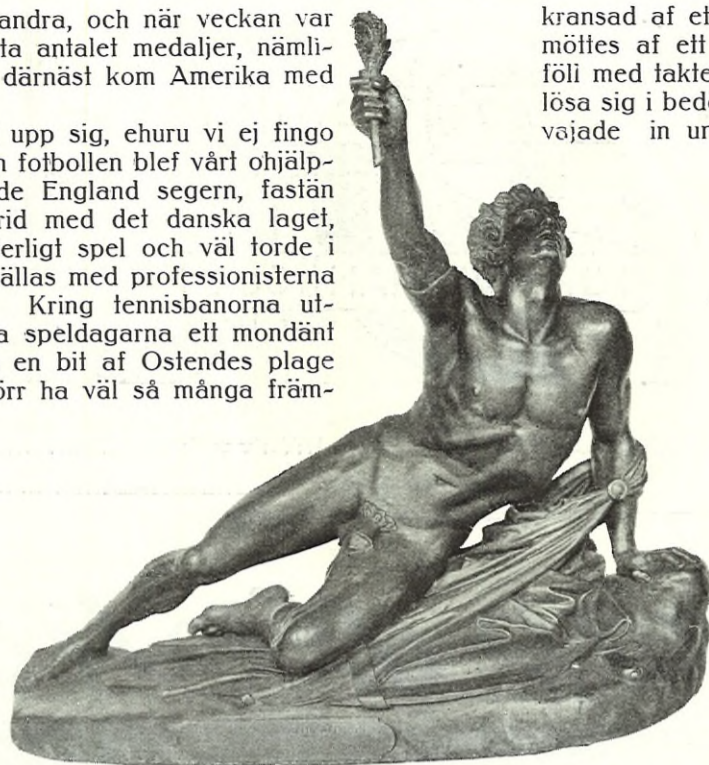 andra, och när veckan var
ta antalet medaljer, nämli-
därnäst kom Amerika med
upp sig, ehuru vi ej fingo
n fotbollen blef vårt ohjälp-
de England segern, fastän
rid med det danska laget,
erligt spel och väl torde i
ällas med professionisterna
Kring tennisbanorna ut-
a speldagarna ett mondänt
en bit af Ostendes plage
örr ha väl så många främ-
kransad af et
möttes af ett
följ med takte
lösa sig i bede
vajade in ur